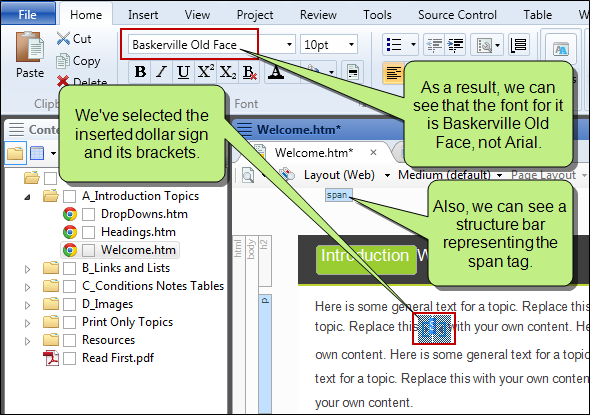 File Home Insert View Project Review Tools Source Control Table
Paste
Cut
Copy
Delete
Baskerville Old Face 10pt
B I U X² X₂ B
Font
We've selected the
inserted dollar sign
and its brackets.
As a result, we can
see that the font for it
is Baskerville Old
Face, not Arial.
Also, we can see a
structure bar
representing the
span tag.
Welcome.htm*
Welcome.htm*
Layout (Web) Medium (default) Page Layout
A_Introduction Topics
DropDowns.htm
Headings.htm
Welcome.htm
B_Links and Lists
C_Conditions Notes Tables
D_Images
Print Only Topics
Resources
Read First.pdf
span
html
body
h2
p
Introduction
Here is some general text for a topic. Replace this
topic. Replace this with your own content. He
own content. Here is some general text for a topic
text for a topic. Replace this with your own conten
your own content.